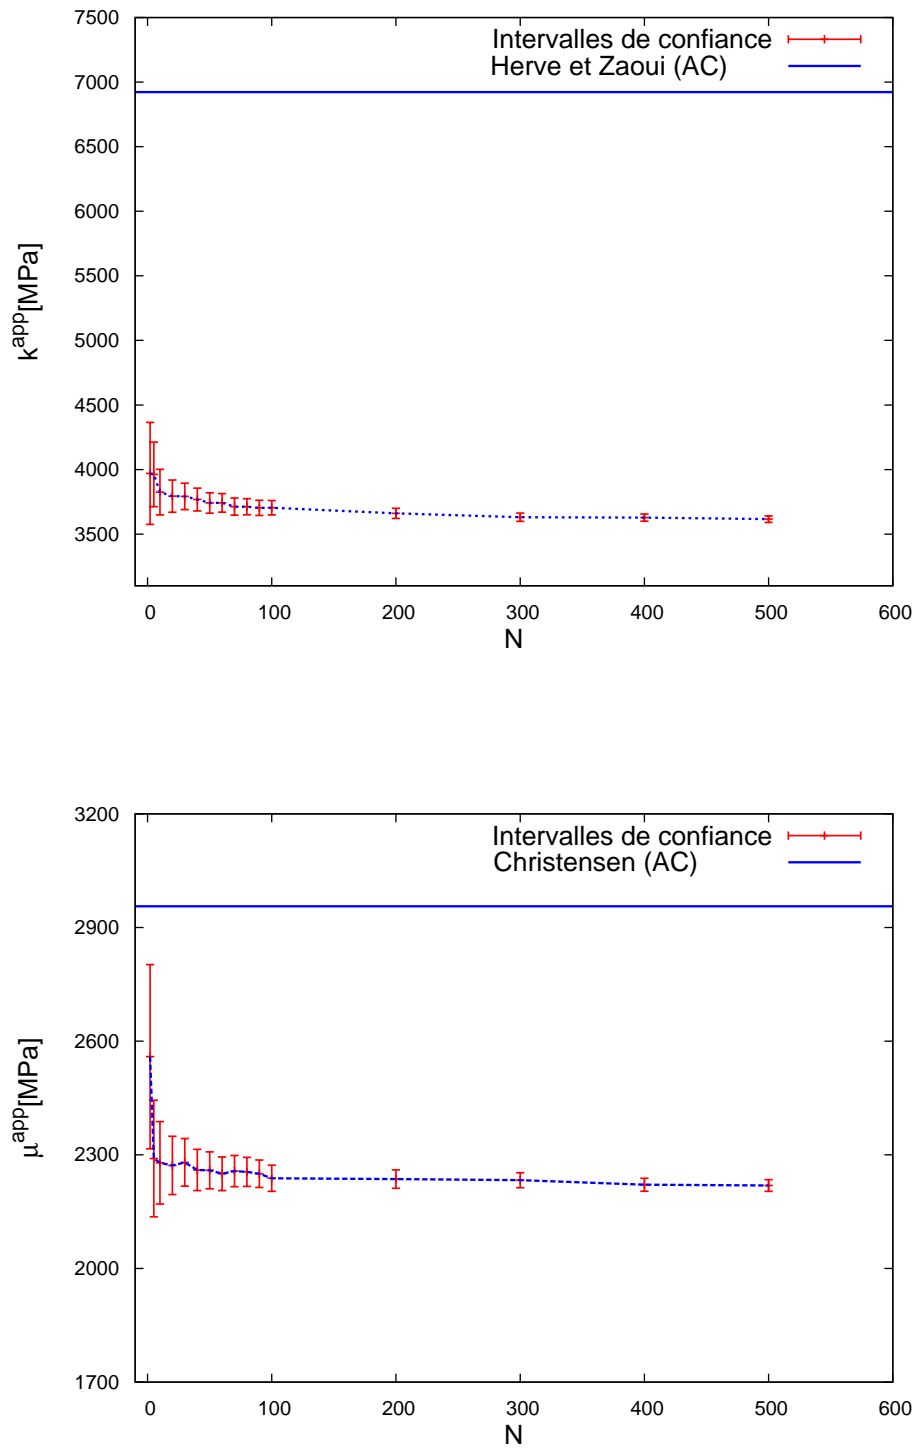 7500
7000
6500
6000
5500
5000
4500
4000
3500
k^app[MPa]
Intervalles de confiance
Herve et Zaoui (AC)
0 100 200 300 400 500 600
N
3200
2900
2600
2300
2000
1700
μ^app[MPa]
Intervalles de confiance
Christensen (AC)
0 100 200 300 400 500 600
N